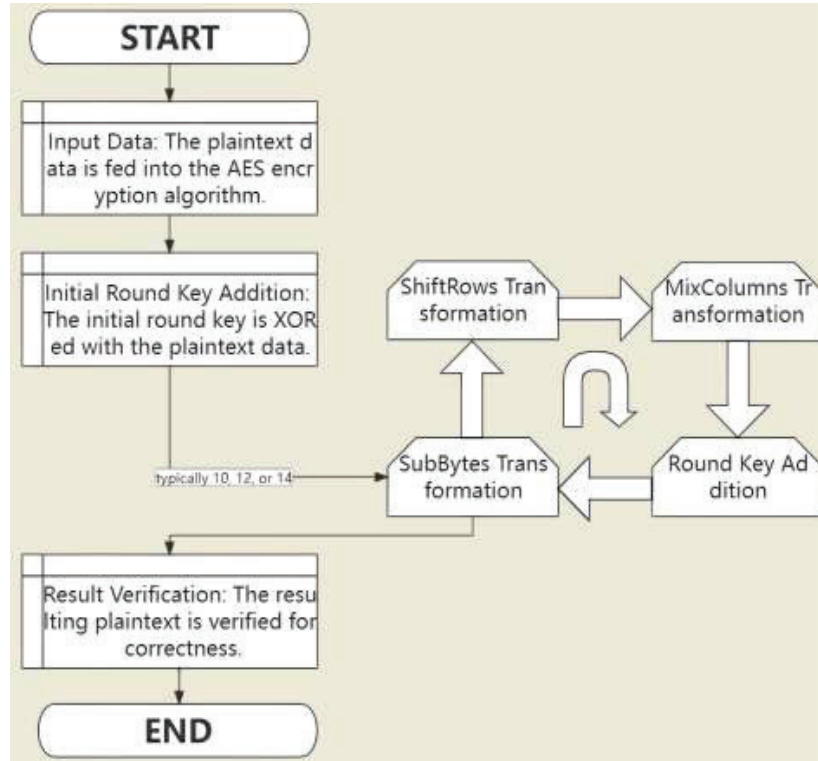 START
Input Data: The plaintext d
ata is fed into the AES encr
yption algorithm.
Initial Round Key Addition:
The initial round key is XOR
ed with the plaintext data.
ShiftRows Tran
sformation
MixColumns Tr
ansformation
typically 10, 12, or 14
SubBytes Trans
formation
Round Key Ad
dition
Result Verification: The resu
lting plaintext is verified for
correctness.
END